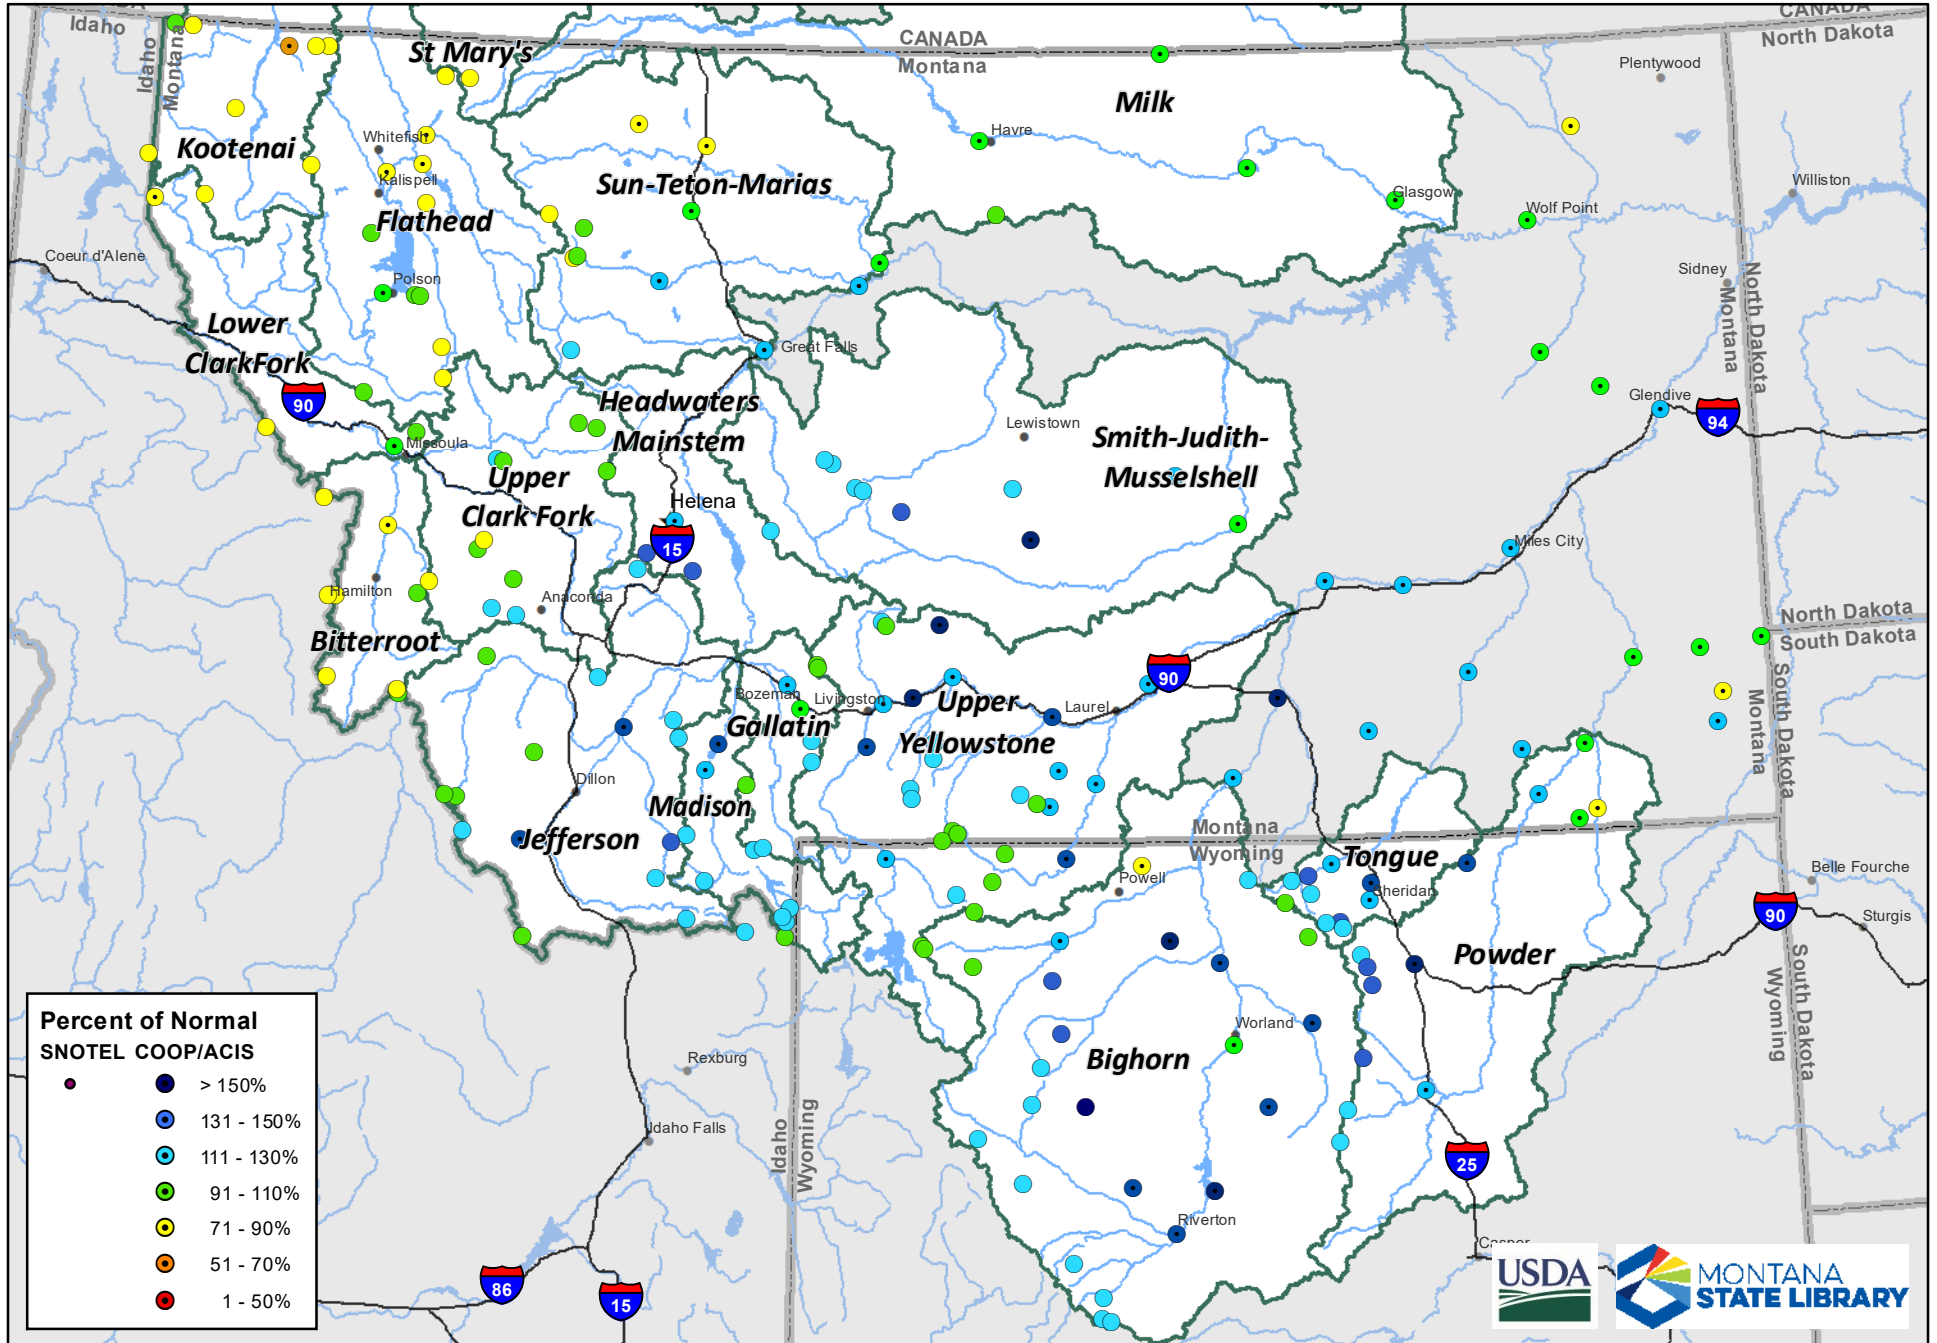 CANADA
Idaho
Idaho
Montana
St Mary's
CANADA
Montana
CANADA
North Dakota
Plentywood
Milk
Havre
Whitefish
Kootenai
Kalispell
Sun-Teton-Marias
Flathead
Glasgow
Wolf Point
Williston
Coeur d'Alene
Polson
Sidney
Montana
North Dakota
Lower
ClarkFork
Great Falls
90
Headwaters
Mainstem
Lewistown
Smith-Judith-
Musselshell
Glendive
94
Missoula
Upper
Clark Fork
Helena
15
Miles City
Hamilton
Anaconda
Bitterroot
North Dakota
South Dakota
Bozeman
Livingston
Gallatin
Upper
Yellowstone
Laurel
90
South Dakota
Montana
Dillon
Madison
Jefferson
Montana
Wyoming
Tongue
Powell
Sheridan
Belle Fourche
90
Sturgis
Powder
South Dakota
Wyoming
Worland
Bighorn
Rexburg
Idaho Falls
Idaho
Wyoming
25
Riverton
Casper
86
15
Percent of Normal
SNOTEL COOP/ACIS
> 150%
131 - 150%
111 - 130%
91 - 110%
71 - 90%
51 - 70%
1 - 50%
USDA
MONTANA
STATE LIBRARY